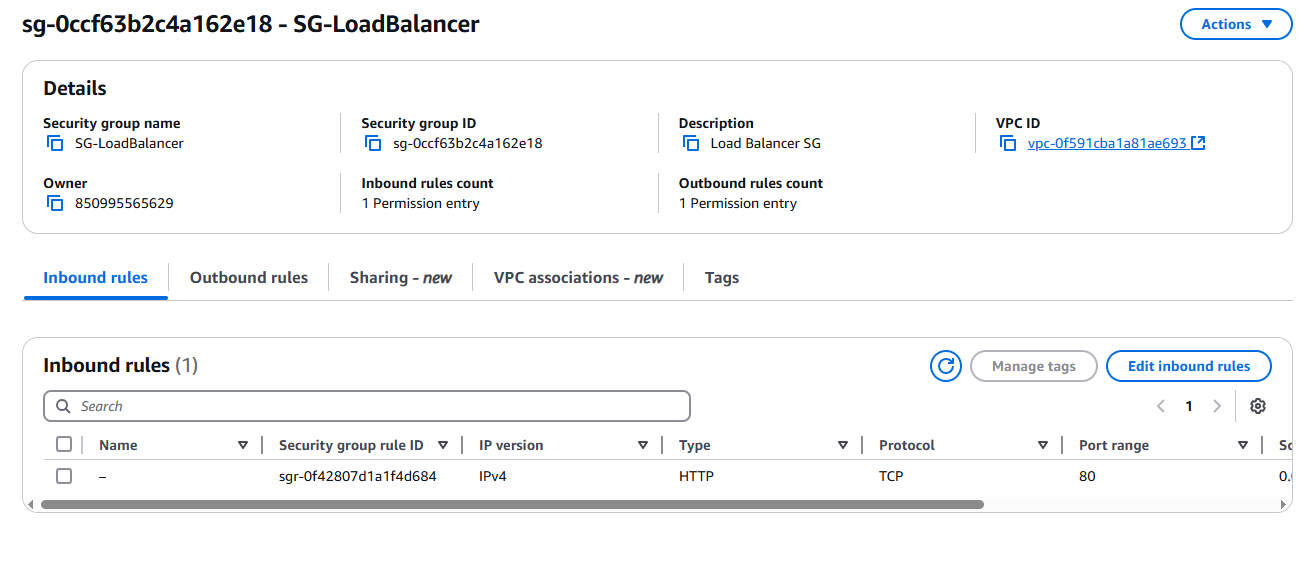 sg-0ccf63b2c4a162e18 - SG-LoadBalancer
Actions
Details
Security group name
SG-LoadBalancer
Security group ID
sg-0ccf63b2c4a162e18
Description
Load Balancer SG
VPC ID
vpc-0f591cba1a81ae693
Owner
850995565629
Inbound rules count
1 Permission entry
Outbound rules count
1 Permission entry
Inbound rules Outbound rules Sharing - new VPC associations - new Tags
Inbound rules (1)
Manage tags
Edit inbound rules
Search
1
Name Security group rule ID IP version Type Protocol Port range
– sgr-0f42807d1a1f4d684 IPv4 HTTP TCP 80